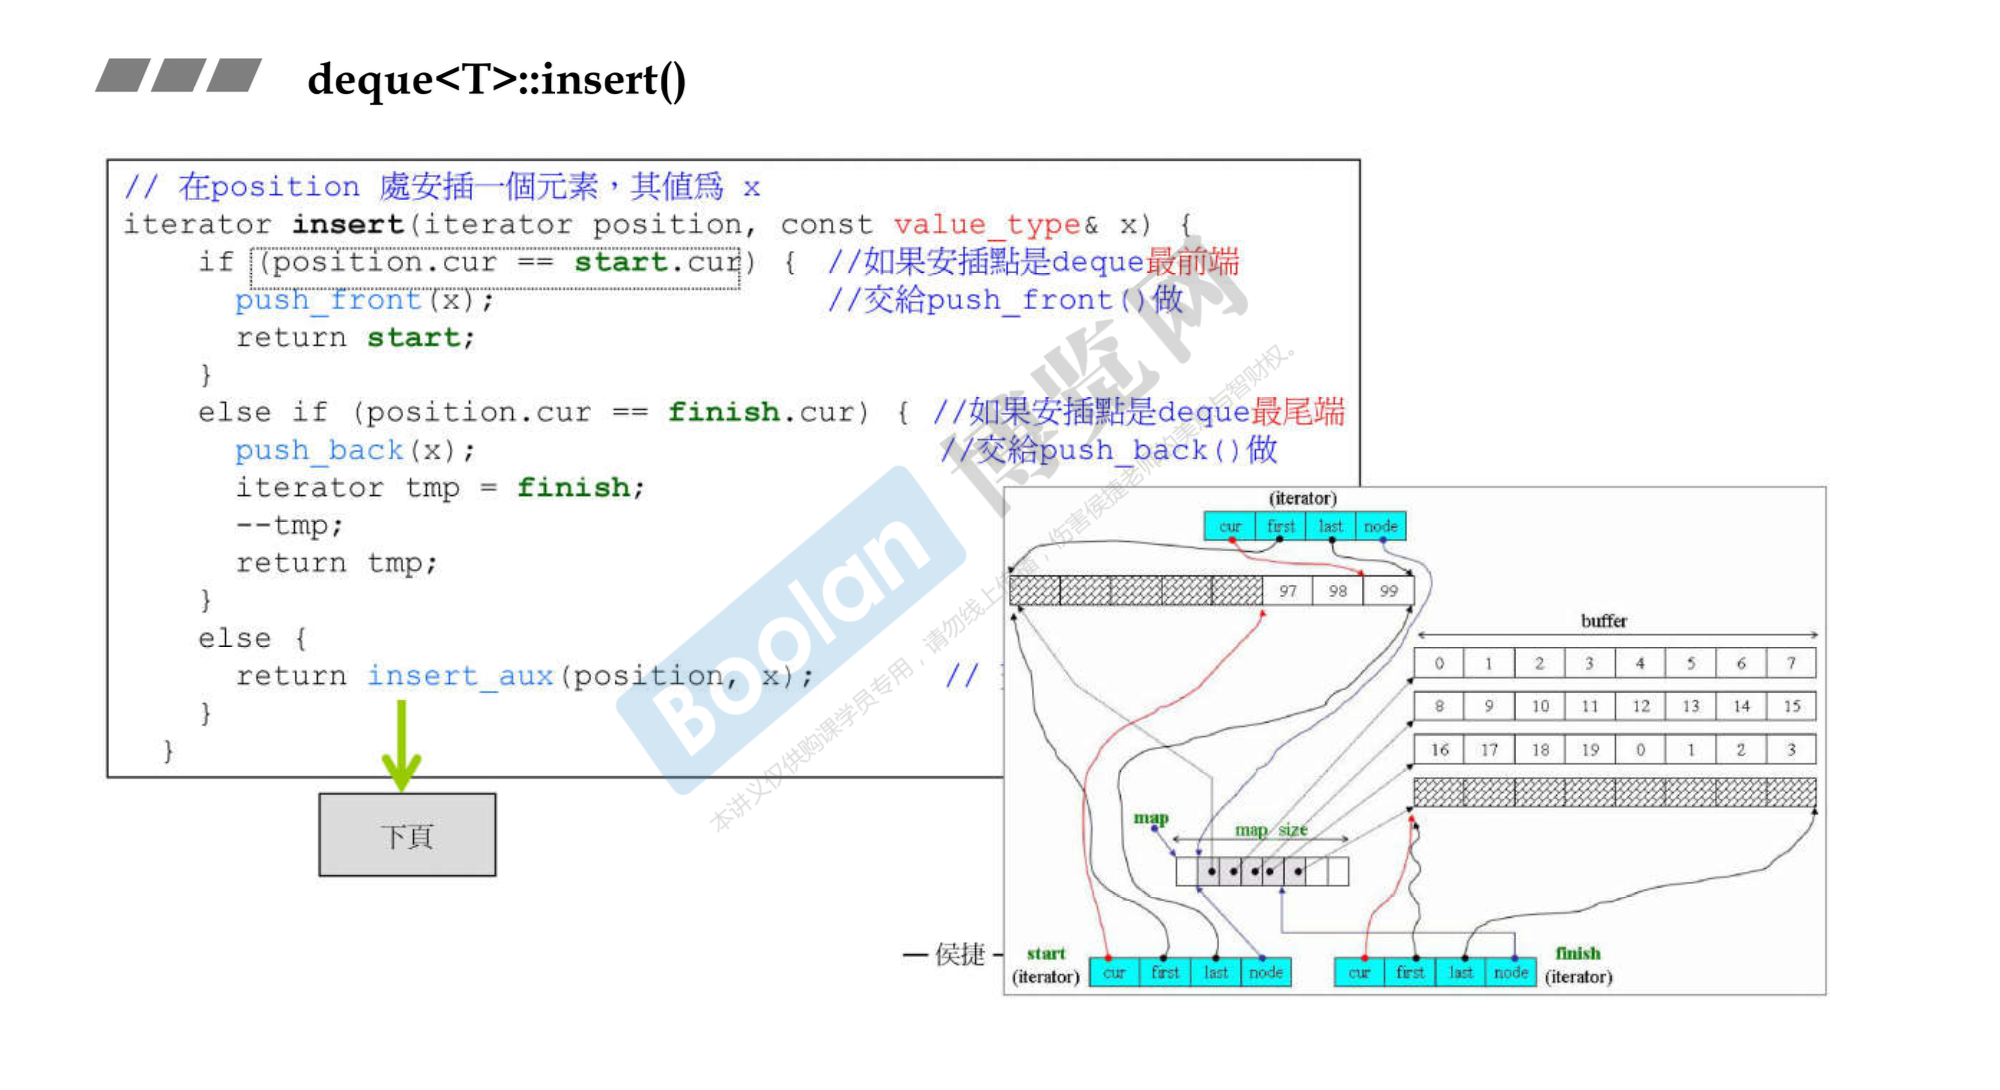 deque<T>::insert()
// 在position 處安插一個元素，其值爲 x
iterator insert(iterator position, const value_type& x) {
if (position.cur == start.cur) { //如果安插點是deque最前端
push_front(x); //交給push_front()做
return start;
}
else if (position.cur == finish.cur) { //如果安插點是deque最尾端
push_back(x); //交給push_back()做
iterator tmp = finish;
--tmp;
return tmp;
}
else {
return insert_aux(position, x); //
}
}
下頁
— 侯捷 –
(iterator)
cur first last node
97 98 99
buffer
0 1 2 3 4 5 6 7
8 9 10 11 12 13 14 15
16 17 18 19 0 1 2 3
map
map size
start
(iterator)
cur first last node
cur first last node
finish
(iterator)
Boolan
博览网
本讲义仅供购课学员专用，请勿线上传播，伤害侯捷老师的美意与智财权。